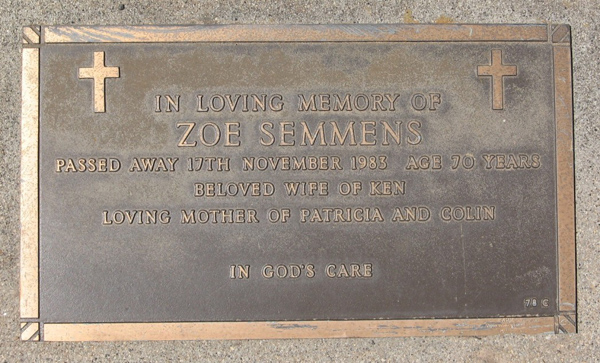 IN LOVING MEMORY OF
ZOE SEMMENS
PASSED AWAY 17TH NOVEMBER 1983 AGE 70 YEARS
BELOVED WIFE OF KEN
LOVING MOTHER OF PATRICIA AND COLIN
IN GOD'S CARE
78 C